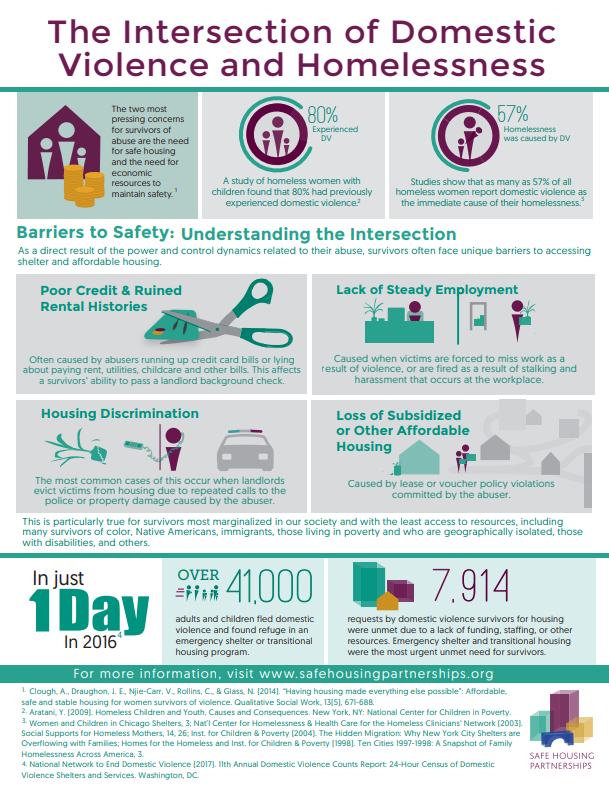 The Intersection of Domestic
Violence and Homelessness
The two most
pressing concerns
for survivors of
abuse are the need
for safe housing
and the need for
economic
resources to
maintain safety. 1
80%
Experienced
DV
A study of homeless women with
children found that 80% had previously
experienced domestic violence.2
57%
Homelessness
was caused by DV
Studies show that as many as 57% of all
homeless women report domestic violence as
the immediate cause of their homelessness.3
Barriers to Safety: Understanding the Intersection
As a direct result of the power and control dynamics related to their abuse, survivors often face unique barriers to accessing
shelter and affordable housing.
Poor Credit & Ruined
Rental Histories
Often caused by abusers running up credit card bills or lying
about paying rent, utilities, childcare and other bills. This affects
a survivors' ability to pass a landlord background check.
Lack of Steady Employment
Caused when victims are forced to miss work as a
result of violence, or are fired as a result of stalking and
harassment that occurs at the workplace.
Housing Discrimination
The most common cases of this occur when landlords
evict victims from housing due to repeated calls to the
police or property damage caused by the abuser.
Loss of Subsidized
or Other Affordable
Housing
Caused by lease or voucher policy violations
committed by the abuser.
This is particularly true for survivors most marginalized in our society and with the least access to resources, including
many survivors of color, Native Americans, immigrants, those living in poverty and who are geographically isolated, those
with disabilities, and others.
In just
1 Day
In 2016 4
OVER
41,000
adults and children fled domestic
violence and found refuge in an
emergency shelter or transitional
housing program.
7,914
requests by domestic violence survivors for housing
were unmet due to a lack of funding, staffing, or other
resources. Emergency shelter and transitional housing
were the most urgent unmet need for survivors.
For more information, visit www.safehousingpartnerships.org
1. Clough, A., Draughon, J. E., Njie-Carr, V., Rollins, C., & Glass, N. [2014]. "Having housing made everything else possible": Affordable,
safe and stable housing for women survivors of violence. Qualitative Social Work, 13[5], 671-688.
2. Aratani, Y. [2009]. Homeless Children and Youth, Causes and Consequences. New York, NY: National Center for Children in Poverty.
3. Women and Children in Chicago Shelters, 3; Nat'l Center for Homelessness & Health Care for the Homeless Clinicians' Network [2003].
Social Supports for Homeless Mothers, 14, 26; Inst. for Children & Poverty [2004]. The Hidden Migration: Why New York City Shelters are
Overflowing with Families; Homes for the Homeless and Inst. for Children & Poverty [1998]. Ten Cities 1997-1998: A Snapshot of Family
Homelessness Across America, 3.
4. National Network to End Domestic Violence [2017]. 11th Annual Domestic Violence Counts Report: 24-Hour Census of Domestic
Violence Shelters and Services. Washington, DC.
SAFE HOUSING
PARTNERSHIPS